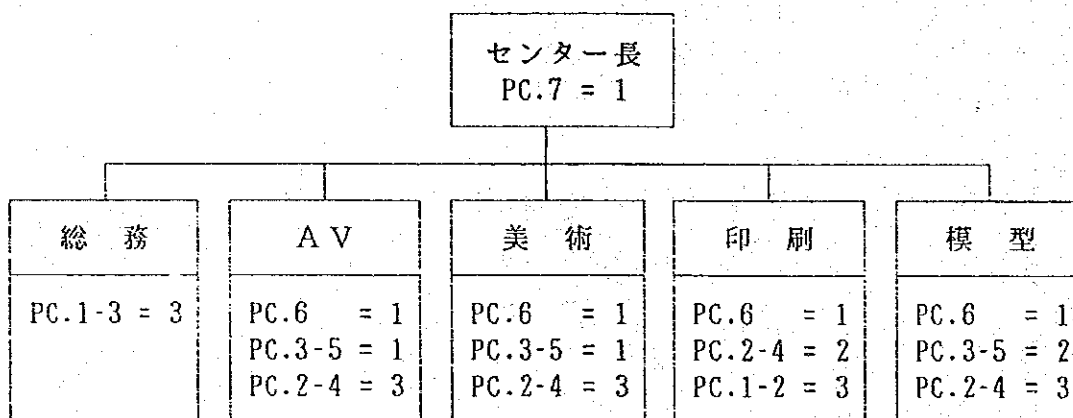 センター長
PC.7 = 1
総 務
PC.1-3 = 3
A V
PC.6 = 1
PC.3-5 = 1
PC.2-4 = 3
美 術
PC.6 = 1
PC.3-5 = 1
PC.2-4 = 3
印 刷
PC.6 = 1
PC.2-4 = 2
PC.1-2 = 3
模 型
PC.6 = 1
PC.3-5 = 2
PC.2-4 = 3